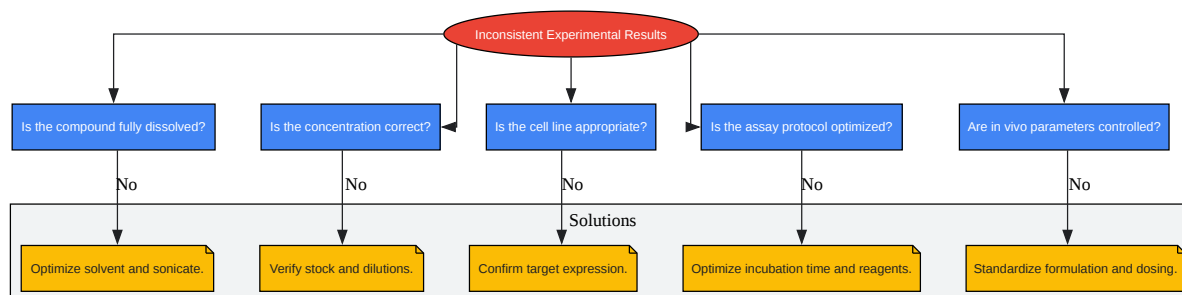 Inconsistent Experimental Results
Is the compound fully dissolved?
Is the concentration correct?
Is the cell line appropriate?
Is the assay protocol optimized?
Are in vivo parameters controlled?
No
No
No
No
No
Solutions
Optimize solvent and sonicate.
Verify stock and dilutions.
Confirm target expression.
Optimize incubation time and reagents.
Standardize formulation and dosing.